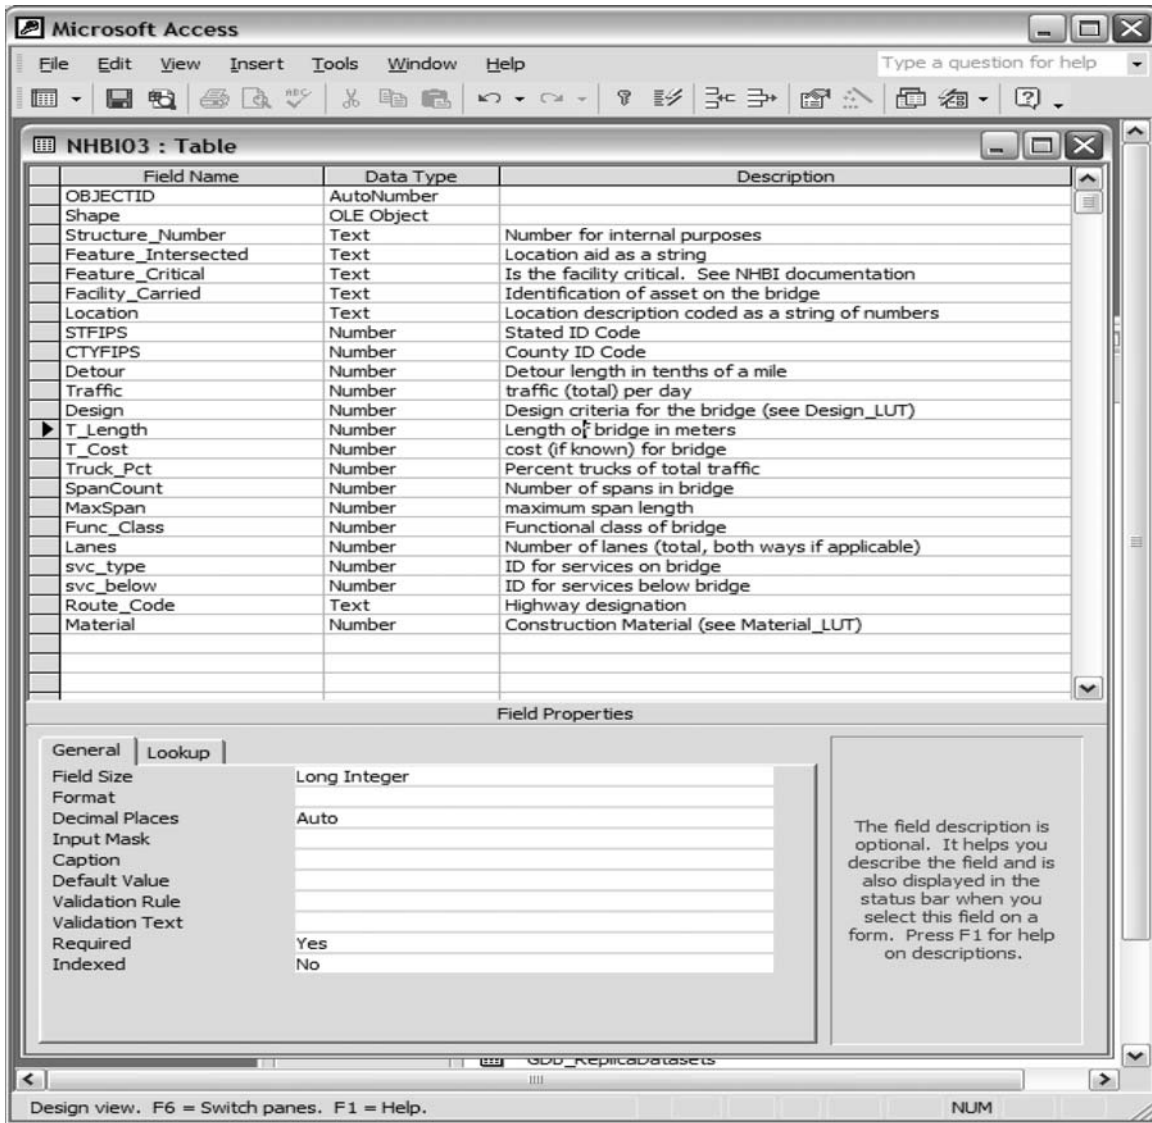 Microsoft Access
File Edit View Insert Tools Window Help Type a question for help
ABC
NHBI03 : Table
Field Name Data Type Description
OBJECTID AutoNumber
Shape OLE Object
Structure_Number Text Number for internal purposes
Feature_Intersected Text Location aid as a string
Feature_Critical Text Is the facility critical. See NHBI documentation
Facility_Carried Text Identification of asset on the bridge
Location Text Location description coded as a string of numbers
STFIPS Number Stated ID Code
CTYFIPS Number County ID Code
Detour Number Detour length in tenths of a mile
Traffic Number traffic (total) per day
Design Number Design criteria for the bridge (see Design_LUT)
T_Length Number Length of bridge in meters
T_Cost Number cost (if known) for bridge
Truck_Pct Number Percent trucks of total traffic
SpanCount Number Number of spans in bridge
MaxSpan Number maximum span length
Func_Class Number Functional class of bridge
Lanes Number Number of lanes (total, both ways if applicable)
svc_type Number ID for services on bridge
svc_below Number ID for services below bridge
Route_Code Text Highway designation
Material Number Construction Material (see Material_LUT)
Field Properties
General Lookup
Field Size Long Integer
Format
Decimal Places Auto
Input Mask
Caption
Default Value
Validation Rule
Validation Text
Required Yes
Indexed No
The field description is
optional. It helps you
describe the field and is
also displayed in the
status bar when you
select this field on a
form. Press F1 for help
on descriptions.
GDB_ReplicaDatasets
Design view. F6 = Switch panes. F1 = Help. NUM